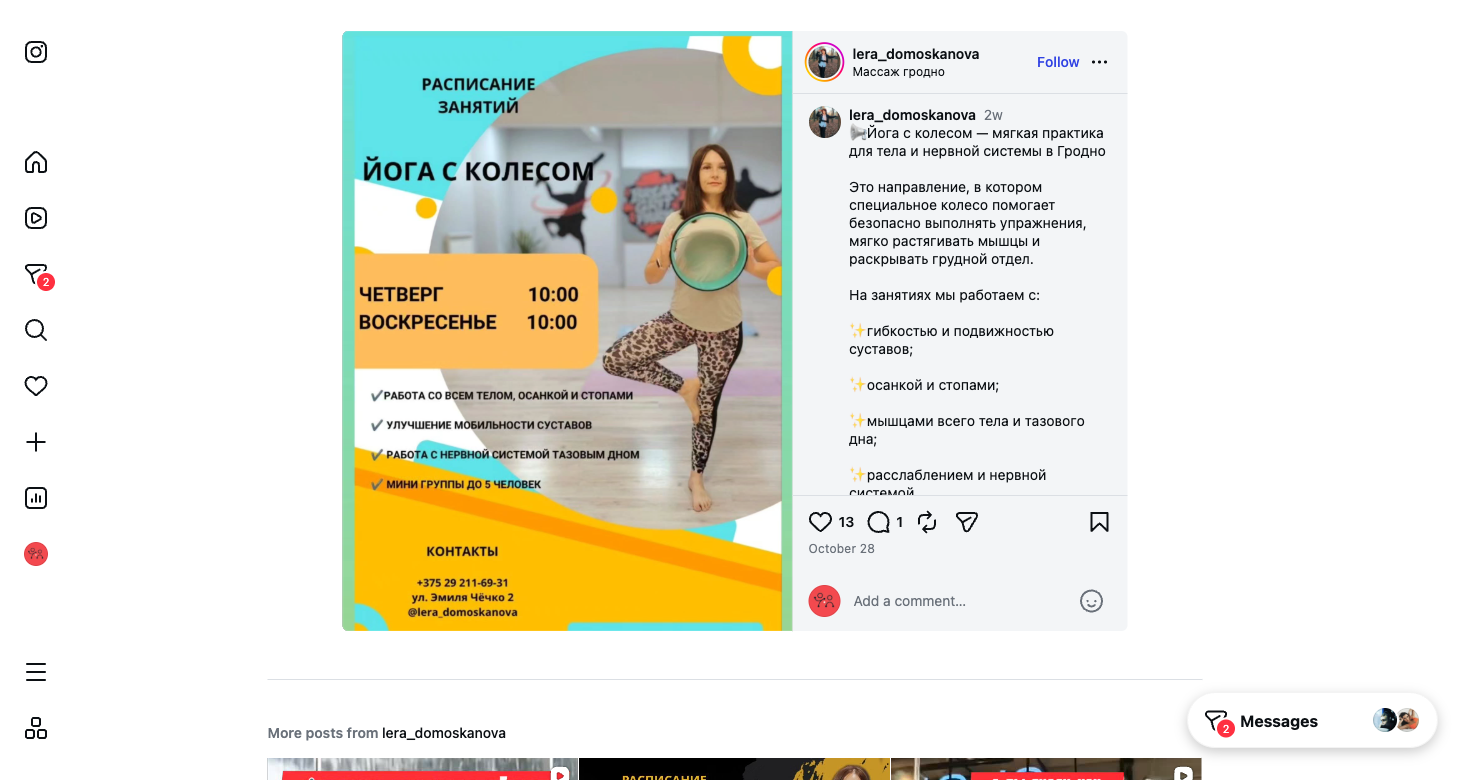 РАСПИСАНИЕ
ЗАНЯТИЙ
ЙОГА С КОЛЕСОМ
ЧЕТВЕРГ 10:00
ВОСКРЕСЕНЬЕ 10:00
✔РАБОТА СО ВСЕМ ТЕЛОМ, ОСАНКОЙ И СТОПАМИ
✔ УЛУЧШЕНИЕ МОБИЛЬНОСТИ СУСТАВОВ
✔ РАБОТА С НЕРВНОЙ СИСТЕМОЙ ТАЗОВЫМ ДНОМ
✔ МИНИ ГРУППЫ ДО 5 ЧЕЛОВЕК
КОНТАКТЫ
+375 29 211-69-31
ул. Эмиля Чёчко 2
@lera_domoskanova
lera_domoskanova
Массаж гродно
Follow
lera_domoskanova 2w
📢Йога с колесом — мягкая практика
для тела и нервной системы в Гродно
Это направление, в котором
специальное колесо помогает
безопасно выполнять упражнения,
мягко растягивать мышцы и
раскрывать грудной отдел.
На занятиях мы работаем с:
✨гибкостью и подвижностью
суставов;
✨осанкой и стопами;
✨мышцами всего тела и тазового
дна;
✨расслаблением и нервной
системой
13 1
October 28
Add a comment...
2
More posts from lera_domoskanova
РАСПИСАНИЕ
2 Messages